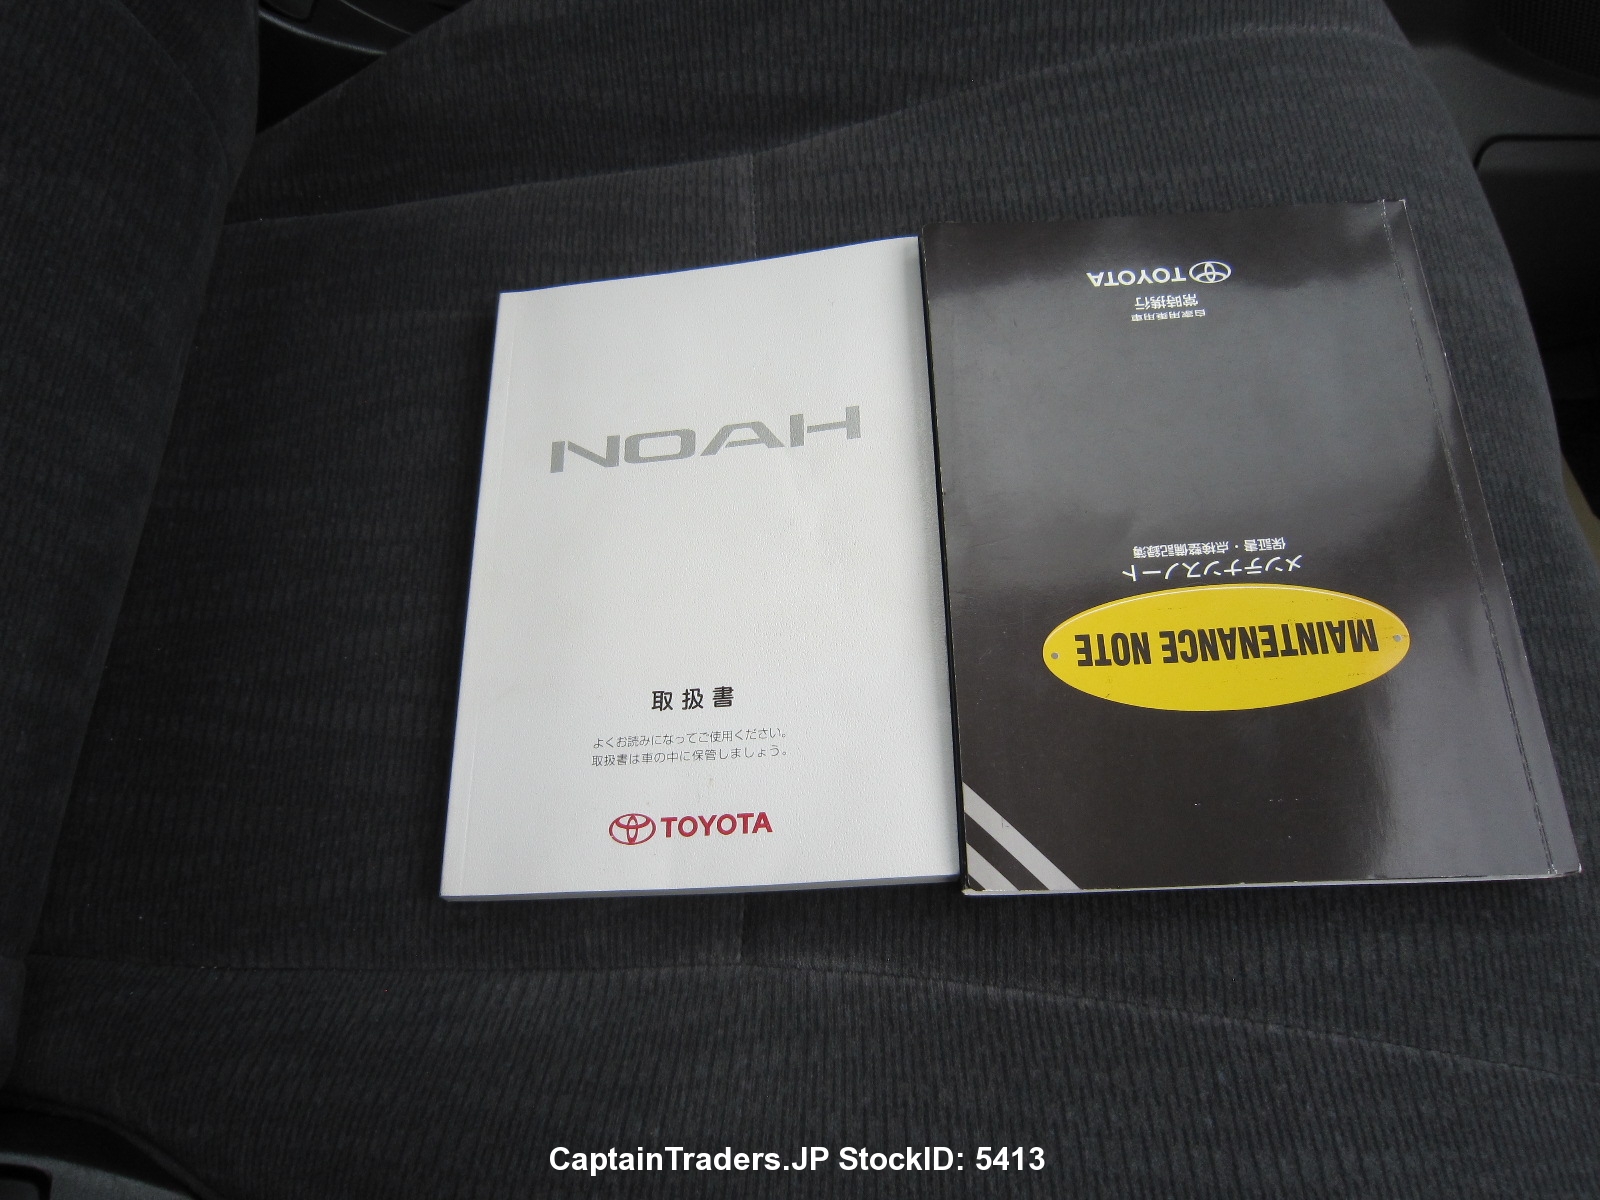 NOAH
取扱書
よくお読みになってご使用ください。
取扱書は車の中に保管しましょう。
TOYOTA
MAINTENANCE NOTE
メンテナンスノート
保証書・点検整備記録簿
自家用乗用車
常時携行
TOYOTA
CaptainTraders.JP StockID: 5413